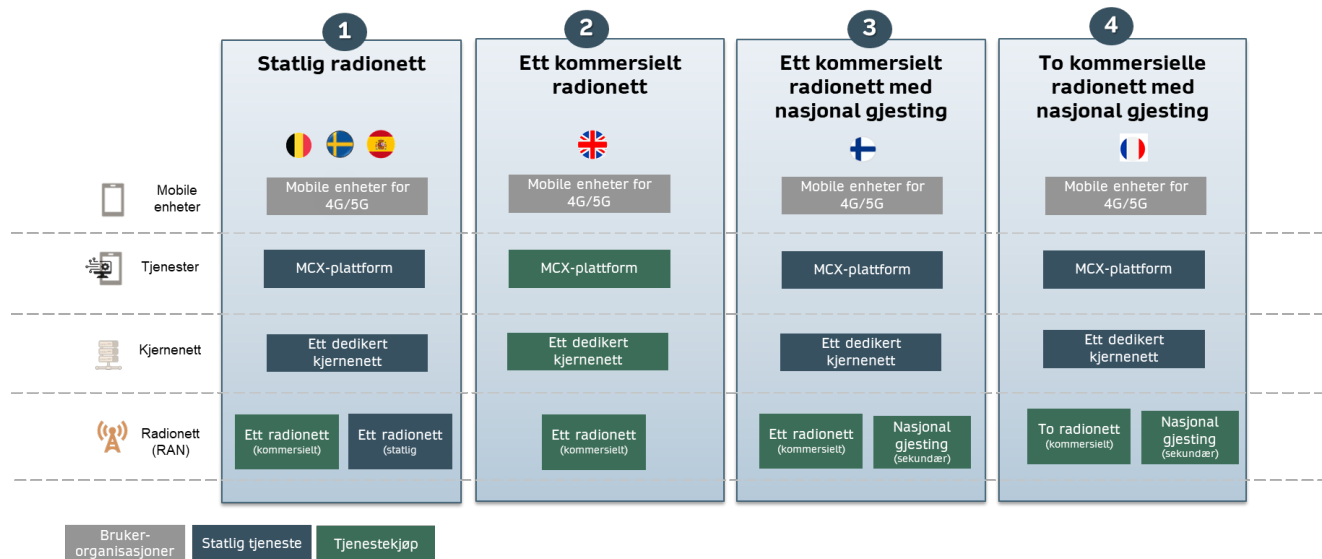 1
2
3
4
Statlig radionett
Ett kommersielt
radionett
Ett kommersielt
radionett med
nasjonal gjesting
To kommersielle
radionett med
nasjonal gjesting
Mobile
enheter
Mobile enheter for
4G/5G
Mobile enheter for
4G/5G
Mobile enheter for
4G/5G
Mobile enheter for
4G/5G
Tjenester
MCX-plattform
MCX-plattform
MCX-plattform
MCX-plattform
Kjernenett
Ett dedikert
kjernenett
Ett dedikert
kjernenett
Ett dedikert
kjernenett
Ett dedikert
kjernenett
Radionett
(RAN)
Ett radionett
(kommersielt)
Ett radionett
(statlig
Ett radionett
(kommersielt)
Ett radionett
(kommersielt)
Nasjonal
gjesting
(sekundær)
To radionett
(kommersielt)
Nasjonal
gjesting
(sekundær)
Bruker-
organisasjoner
Statlig tjeneste
Tjenestekjøp